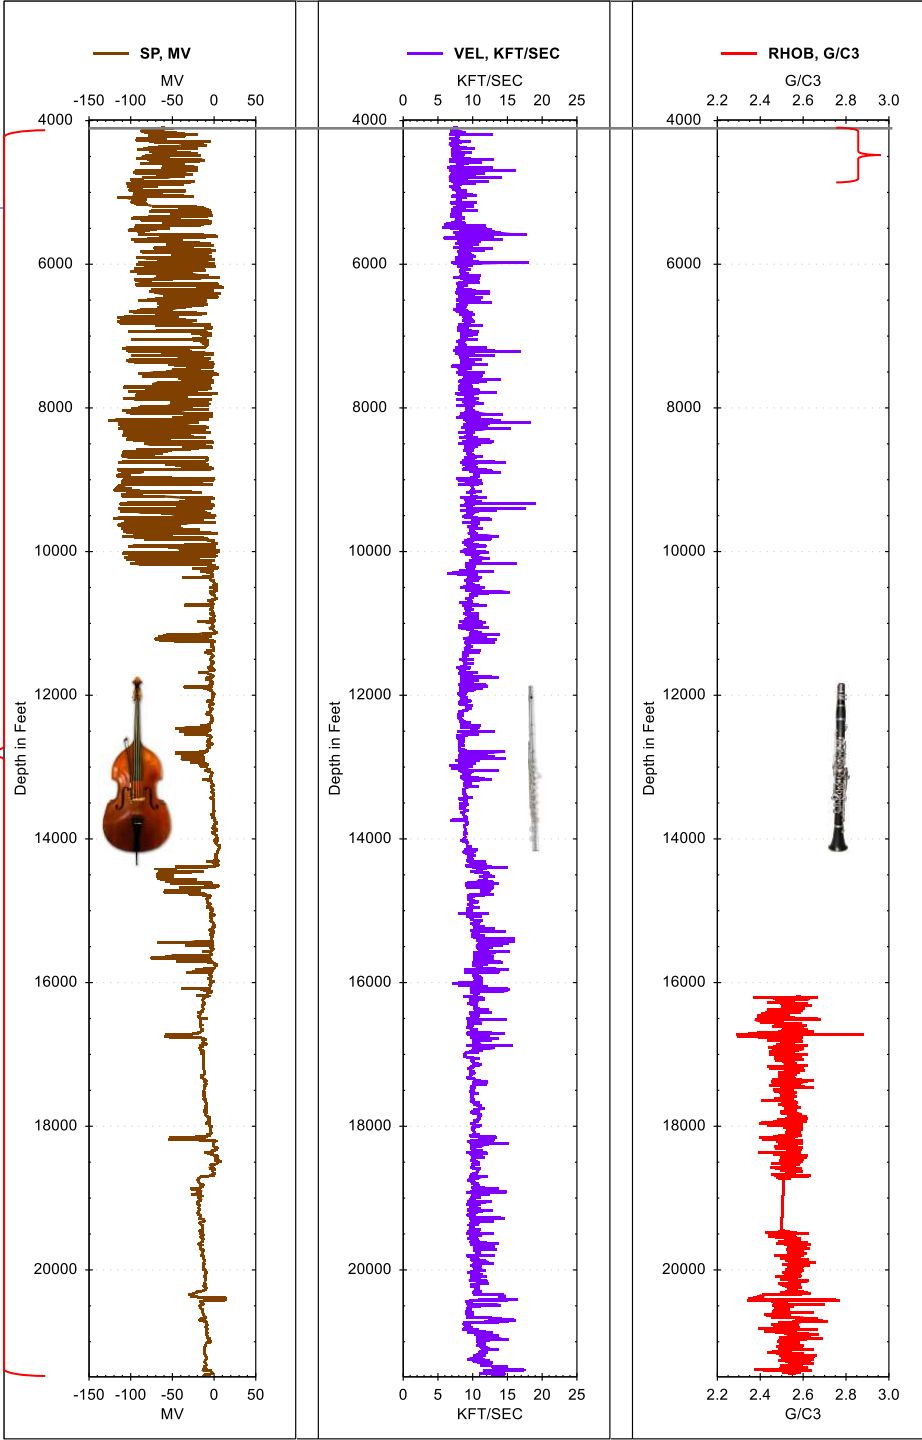 SP, MV
MV
-150 -100 -50 0 50
4000
6000
8000
10000
12000
14000
16000
18000
20000
Depth in Feet
-150 -100 -50 0 50
MV
VEL, KFT/SEC
KFT/SEC
0 5 10 15 20 25
4000
6000
8000
10000
12000
14000
16000
18000
20000
Depth in Feet
0 5 10 15 20 25
KFT/SEC
RHOB, G/C3
G/C3
2.2 2.4 2.6 2.8 3.0
4000
6000
8000
10000
12000
14000
16000
18000
20000
Depth in Feet
2.2 2.4 2.6 2.8 3.0
G/C3